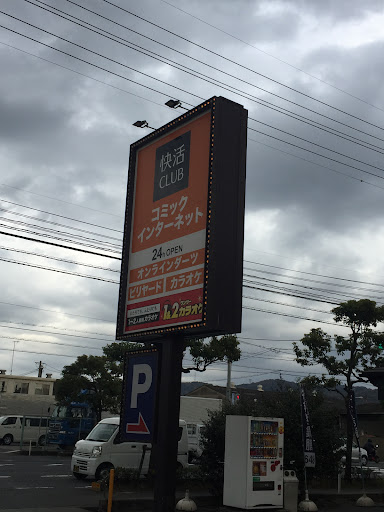 快活
CLUB
コミック
インターネット
24h OPEN
オンラインダーツ
ビリヤード カラオケ
1・2カラオケ
P